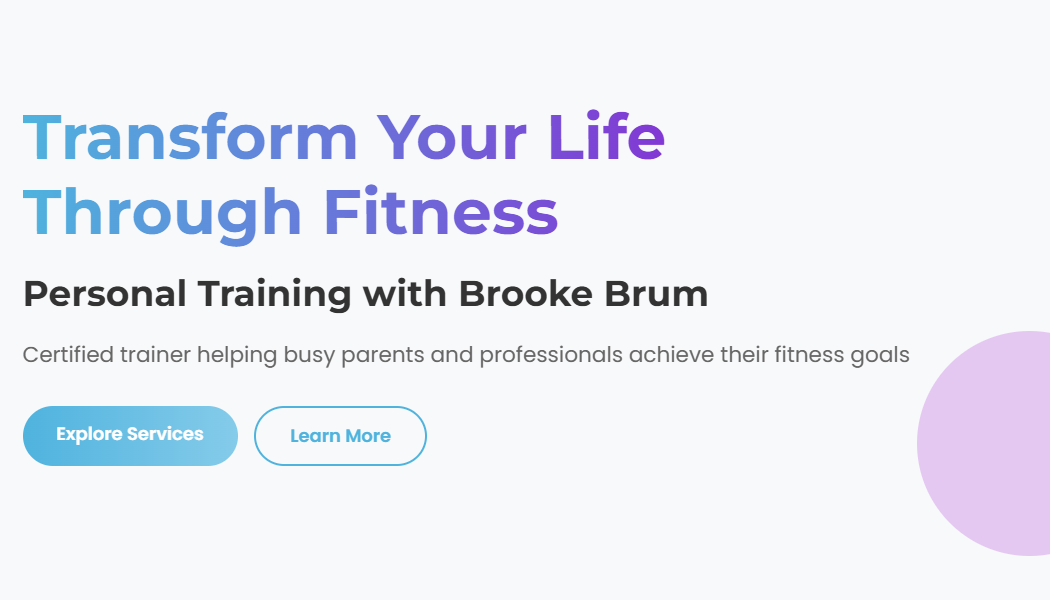 Transform Your Life
Through Fitness
Personal Training with Brooke Brum
Certified trainer helping busy parents and professionals achieve their fitness goals
Explore Services
Learn More